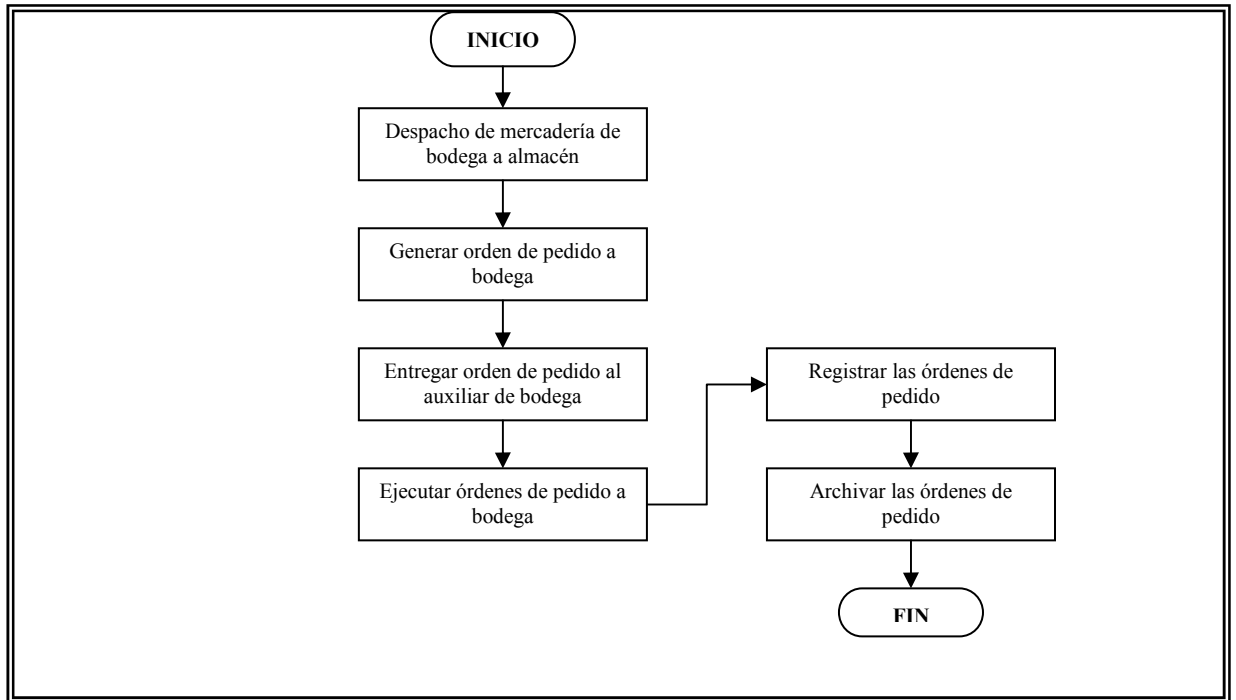 INICIO
Despacho de mercadería de
bodega a almacén
Generar orden de pedido a
bodega
Entregar orden de pedido al
auxiliar de bodega
Ejecutar órdenes de pedido a
bodega
Registrar las órdenes de
pedido
Archivar las órdenes de
pedido
FIN